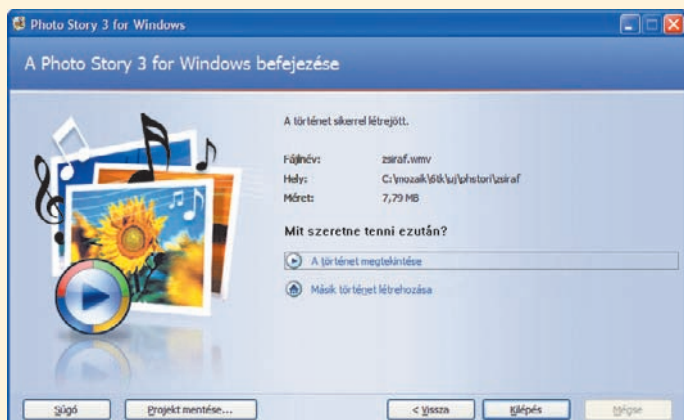 Photo Story 3 for Windows
A Photo Story 3 for Windows befejezése
A történet sikerrel létrejött.
Fájlnév: zsiraf.wmv
Hely: C:\mozaik\6tk\uj\phstori\zsiraf
Méret: 7,79 MB
Mit szeretne tenni ezután?
A történet megtekintése
Másik történet létrehozása
Súgó
Projekt mentése...
< Vissza
Kilépés
Mégse